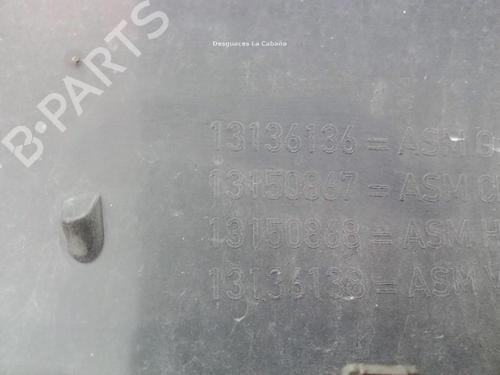 Desguaces La Cabaña
B-PARTS
13136136 = ASM
13150867 = ASM
13150868 = ASM H
13136138 = ASM